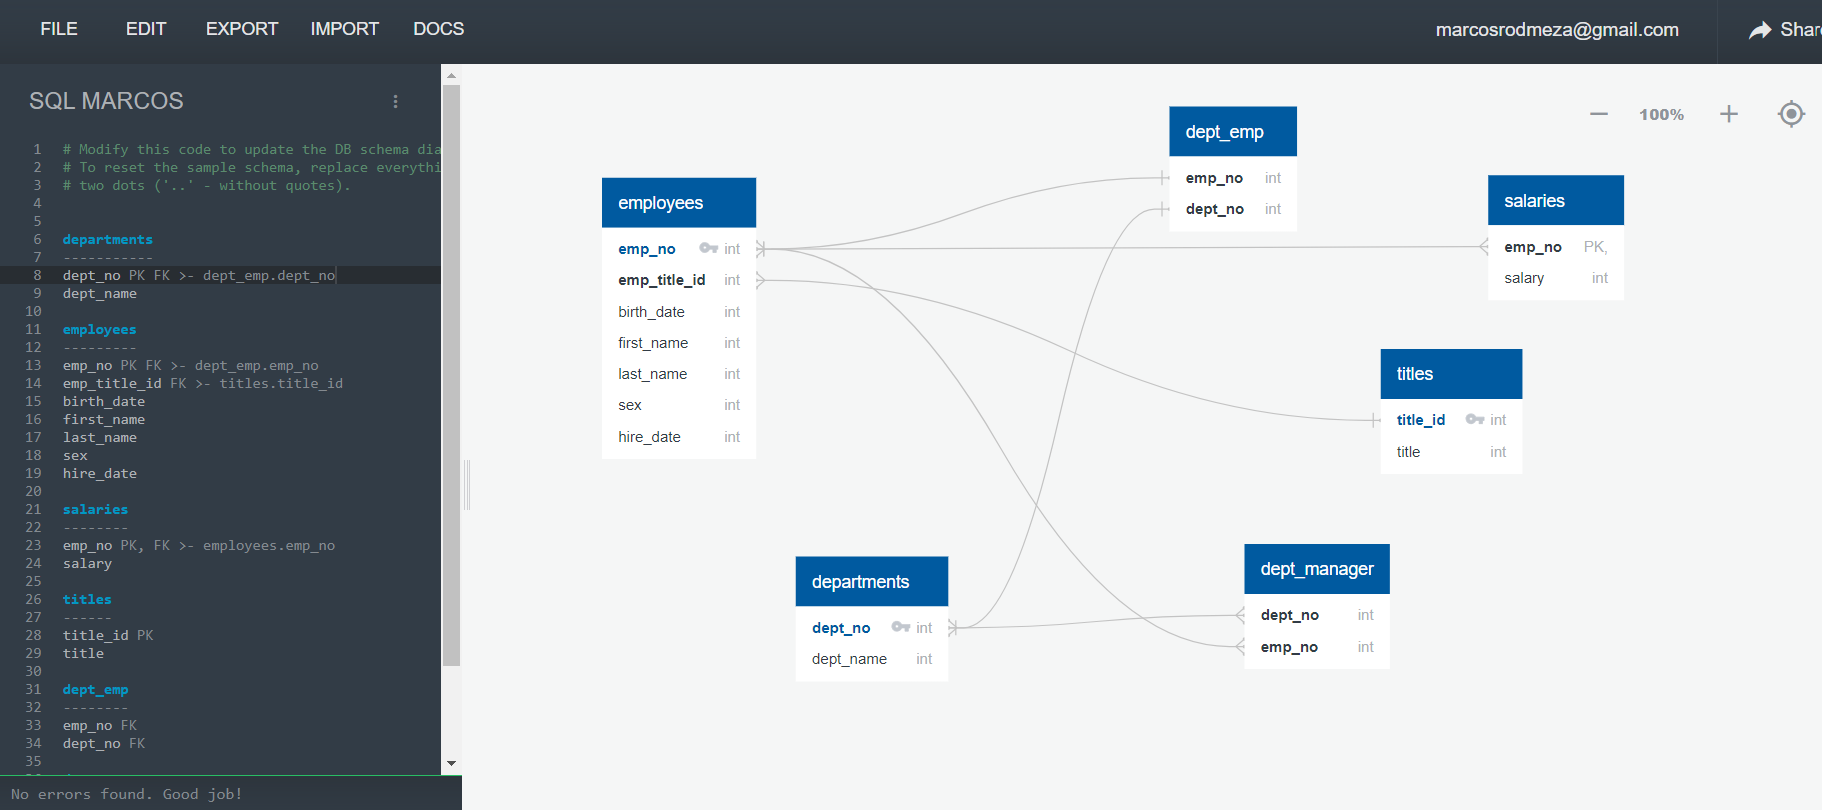 FILE EDIT EXPORT IMPORT DOCS marcosrodmeza@gmail.com Shar
SQL MARCOS
1 # Modify this code to update the DB schema dia
2 # To reset the sample schema, replace everythi
3 # two dots ('..' - without quotes).
4
5
6 departments
7 -----------
8 dept_no PK FK >- dept_emp.dept_no
9 dept_name
10
11 employees
12 ---------
13 emp_no PK FK >- dept_emp.emp_no
14 emp_title_id FK >- titles.title_id
15 birth_date
16 first_name
17 last_name
18 sex
19 hire_date
20
21 salaries
22 --------
23 emp_no PK, FK >- employees.emp_no
24 salary
25
26 titles
27 ------
28 title_id PK
29 title
30
31 dept_emp
32 --------
33 emp_no FK
34 dept_no FK
35
No errors found. Good job!
100%
employees
emp_no int
emp_title_id int
birth_date int
first_name int
last_name int
sex int
hire_date int
dept_emp
emp_no int
dept_no int
salaries
emp_no PK,
salary int
titles
title_id int
title int
departments
dept_no int
dept_name int
dept_manager
dept_no int
emp_no int